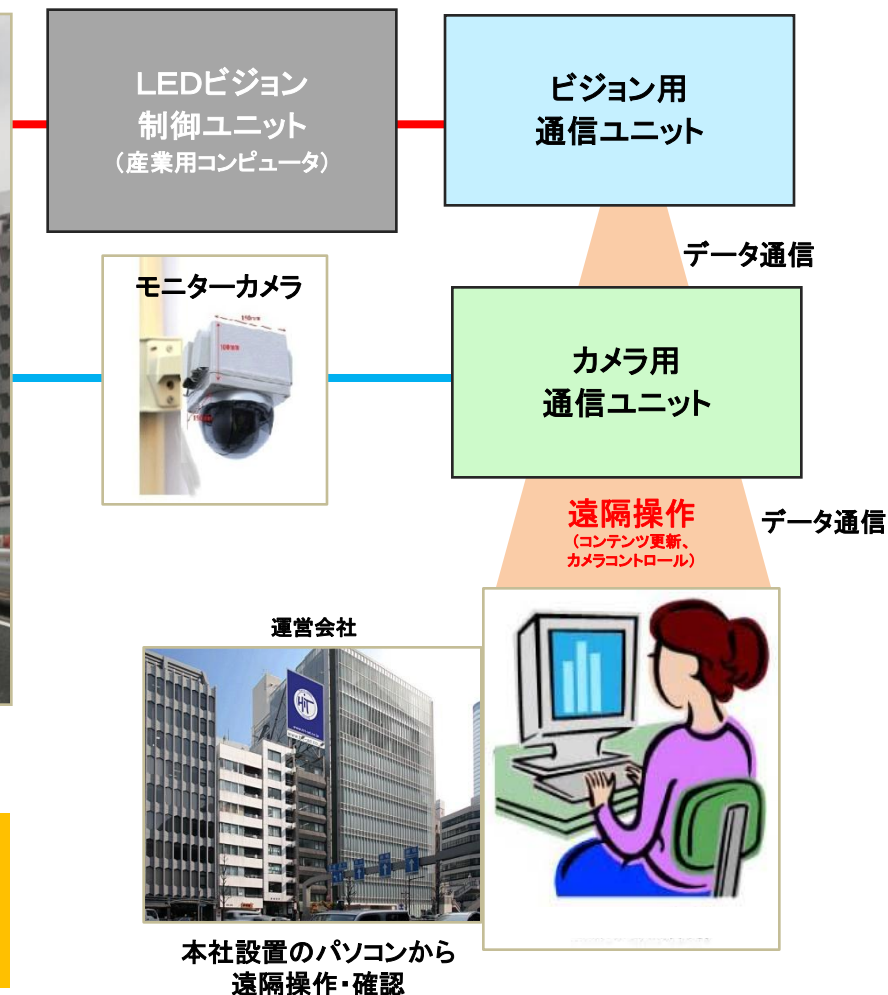 LEDビジョン
制御ユニット
（産業用コンピュータ）
ビジョン用
通信ユニット
データ通信
モニターカメラ
カメラ用
通信ユニット
遠隔操作
（コンテンツ更新、
カメラコントロール）
データ通信
運営会社
HIT
本社設置のパソコンから
遠隔操作・確認